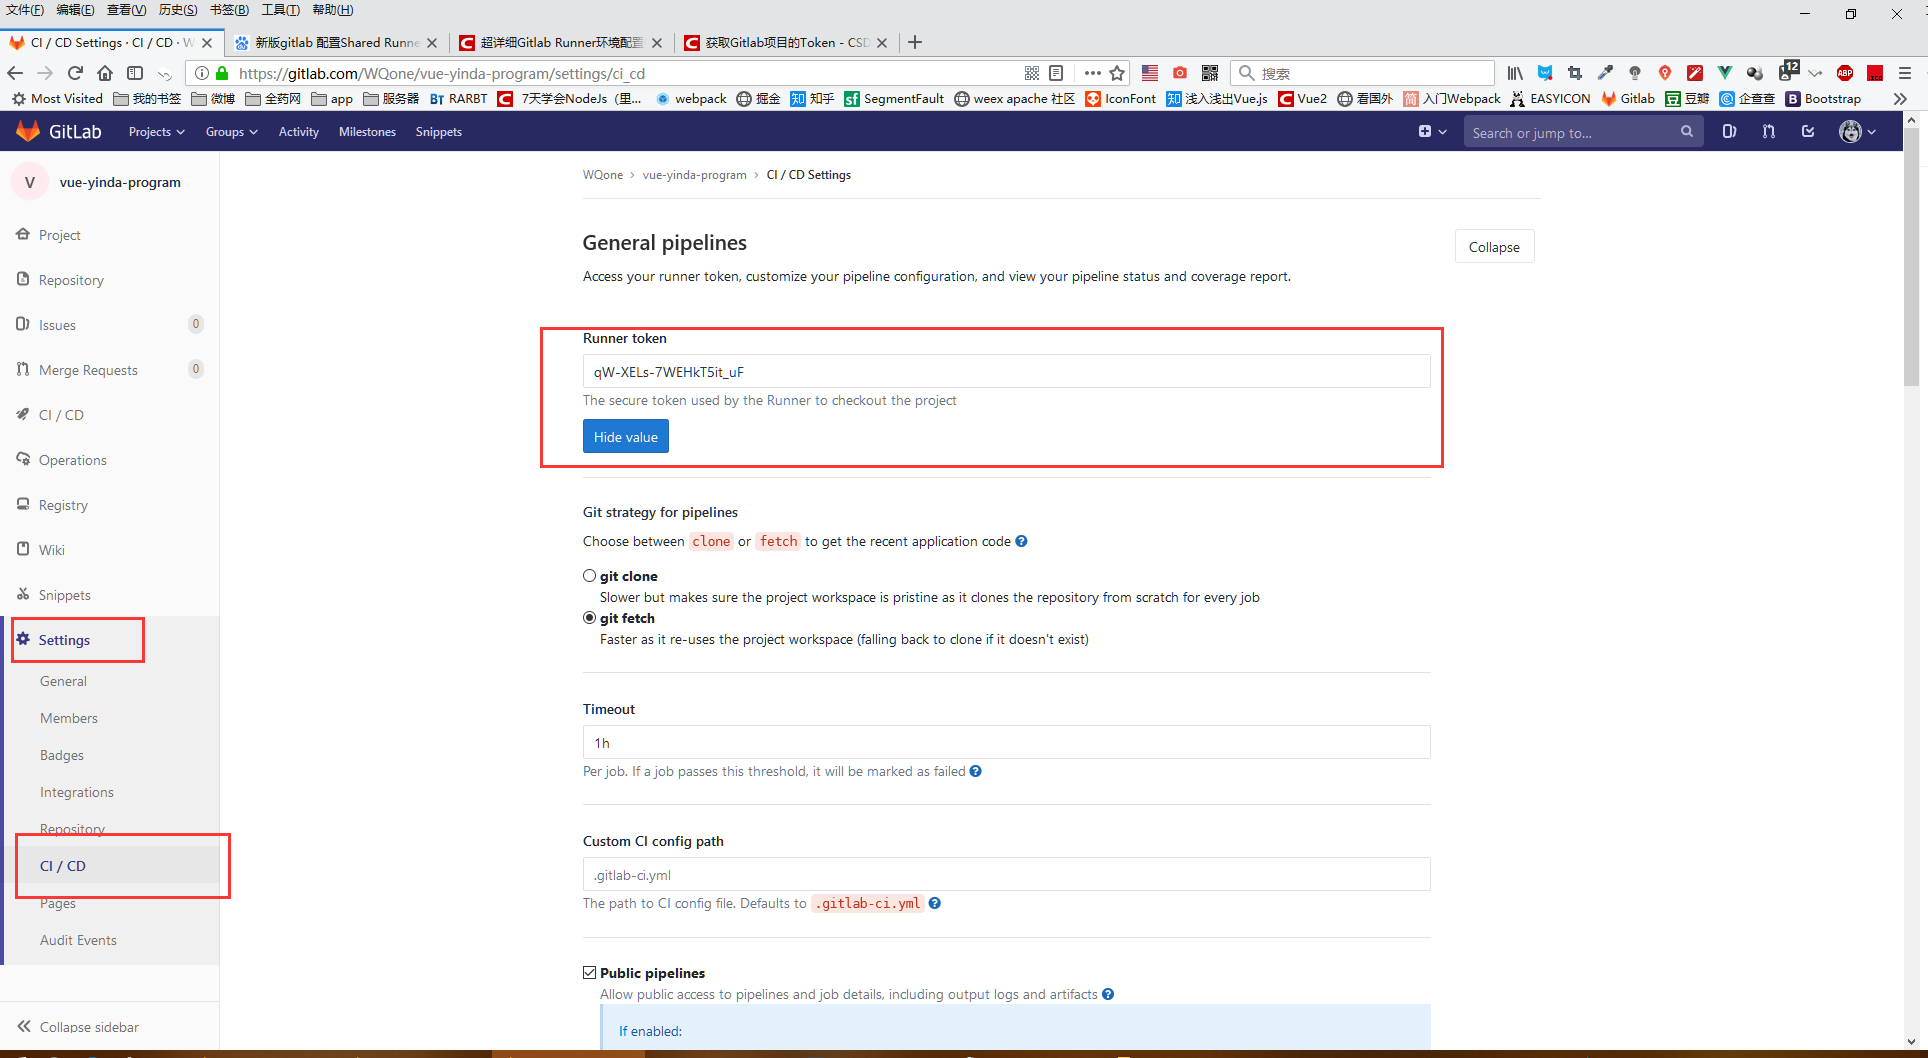 文件(F) 编辑(E) 查看(V) 历史(S) 书签(B) 工具(T) 帮助(H)
CI / CD Settings · CI / CD · W
新版gitlab 配置Shared Runne
超详细Gitlab Runner环境配置
获取Gitlab项目的Token - CSD
https://gitlab.com/WQone/vue-yinda-program/settings/ci_cd
搜索
12
ABP
Most Visited 我的书签 微博 全药网 app 服务器 BT RARBT 7天学会NodeJs（里... webpack 掘金 知 知乎 sf SegmentFault weex apache 社区 IconFont 知 浅入浅出Vue.js Vue2 看国外 简 入门Webpack EASYICON Gitlab 豆 豆瓣 企查查 B Bootstrap
GitLab Projects Groups Activity Milestones Snippets
Search or jump to...
V vue-yinda-program
Project
Repository
Issues 0
Merge Requests 0
CI / CD
Operations
Registry
Wiki
Snippets
Settings
General
Members
Badges
Integrations
Repository
CI / CD
Pages
Audit Events
Collapse sidebar
WQone > vue-yinda-program > CI / CD Settings
General pipelines
Collapse
Access your runner token, customize your pipeline configuration, and view your pipeline status and coverage report.
Runner token
qW-XELs-7WEHkT5it_uF
The secure token used by the Runner to checkout the project
Hide value
Git strategy for pipelines
Choose between clone or fetch to get the recent application code
git clone
Slower but makes sure the project workspace is pristine as it clones the repository from scratch for every job
git fetch
Faster as it re-uses the project workspace (falling back to clone if it doesn't exist)
Timeout
1h
Per job. If a job passes this threshold, it will be marked as failed
Custom CI config path
.gitlab-ci.yml
The path to CI config file. Defaults to .gitlab-ci.yml
Public pipelines
Allow public access to pipelines and job details, including output logs and artifacts
If enabled: